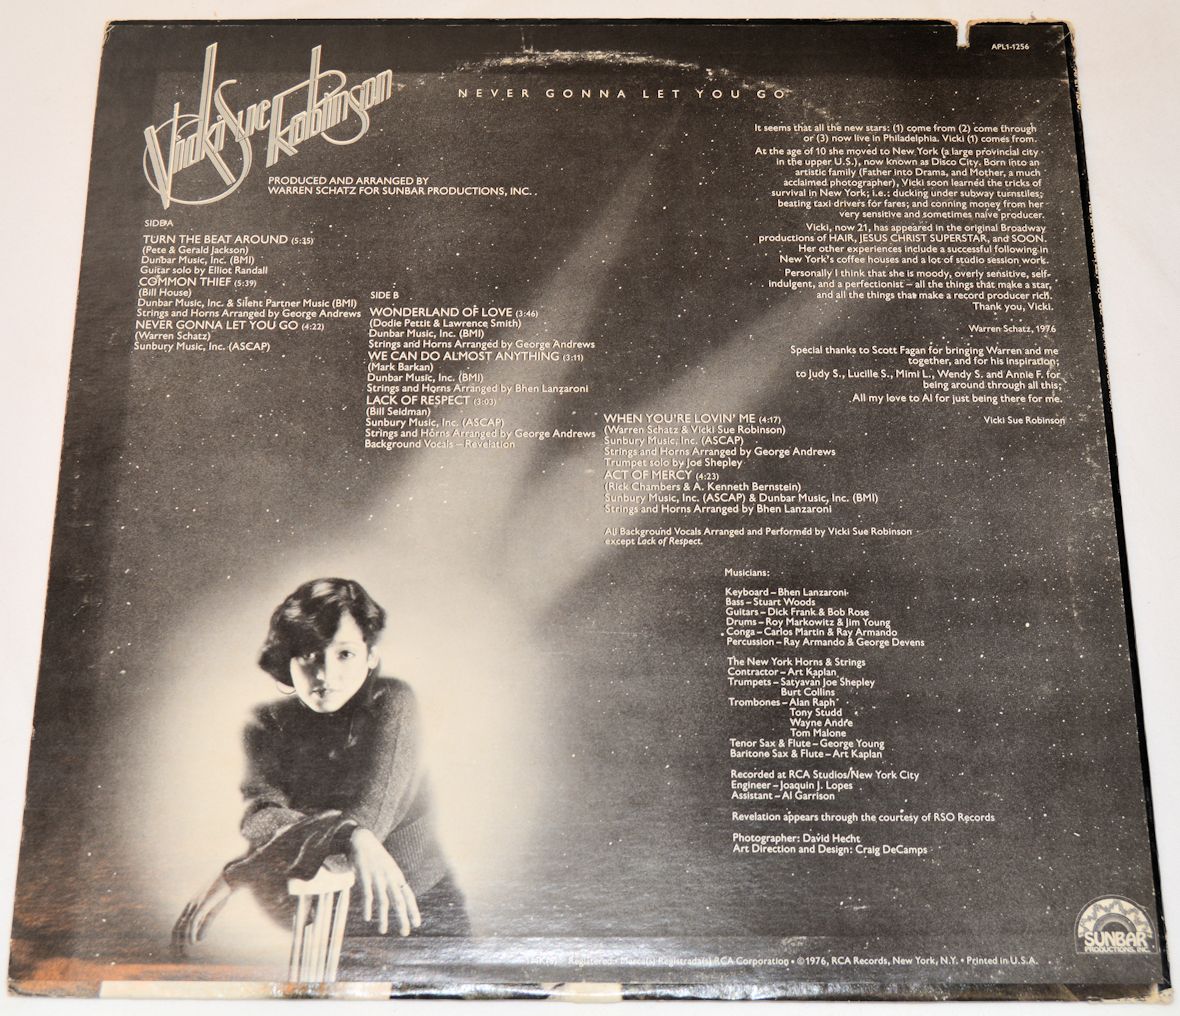 Vicki Sue Robinson
NEVER GONNA LET YOU GO
APL1-1256
PRODUCED AND ARRANGED BY
WARREN SCHATZ FOR SUNBAR PRODUCTIONS, INC.
SIDE A
TURN THE BEAT AROUND (5:25)
(Pete & Gerald Jackson)
Dunbar Music, Inc. (BMI)
Guitar solo by Elliot Randall
COMMON THIEF (5:39)
(Bill House)
Dunbar Music, Inc. & Silent Partner Music (BMI)
Strings and Horns Arranged by George Andrews
NEVER GONNA LET YOU GO (4:22)
(Warren Schatz)
Sunbury Music, Inc. (ASCAP)
SIDE B
WONDERLAND OF LOVE (3:46)
(Dodie Pettit & Lawrence Smith)
Dunbar Music, Inc. (BMI)
Strings and Horns Arranged by George Andrews
WE CAN DO ALMOST ANYTHING (3:11)
(Mark Barkan)
Dunbar Music, Inc. (BMI)
Strings and Horns Arranged by Bhen Lanzaroni
LACK OF RESPECT (3:03)
(Bill Seidman)
Sunbury Music, Inc. (ASCAP)
Strings and Horns Arranged by George Andrews
Background Vocals – Revelation
WHEN YOU'RE LOVIN' ME (4:17)
(Warren Schatz & Vicki Sue Robinson)
Sunbury Music, Inc. (ASCAP)
Strings and Horns Arranged by George Andrews
Trumpet solo by Joe Shepley
ACT OF MERCY (4:23)
(Rick Chambers & A. Kenneth Bernstein)
Sunbury Music, Inc. (ASCAP) & Dunbar Music, Inc. (BMI)
Strings and Horns Arranged by Bhen Lanzaroni
All Background Vocals Arranged and Performed by Vicki Sue Robinson
except Lack of Respect.
It seems that all the new stars: (1) come from (2) come through
or (3) now live in Philadelphia. Vicki (1) comes from.
At the age of 10 she moved to New York (a large provincial city
in the upper U.S.), now known as Disco City. Born into an
artistic family (Father into Drama, and Mother, a much
acclaimed photographer), Vicki soon learned the tricks of
survival in New York; i.e.: ducking under subway turnstiles;
beating taxi drivers for fares; and conning money from her
very sensitive and sometimes naive producer.
Vicki, now 21, has appeared in the original Broadway
productions of HAIR, JESUS CHRIST SUPERSTAR, and SOON.
Her other experiences include a successful following in
New York's coffee houses and a lot of studio session work.
Personally I think that she is moody, overly sensitive, self-
indulgent, and a perfectionist – all the things that make a star,
and all the things that make a record producer rich.
Thank you, Vicki.
Warren Schatz, 1976
Special thanks to Scott Fagan for bringing Warren and me
together, and for his inspiration;
to Judy S., Lucille S., Mimi L., Wendy S. and Annie F. for
being around through all this;
All my love to Al for just being there for me.
Vicki Sue Robinson
Musicians:
Keyboard – Bhen Lanzaroni
Bass – Stuart Woods
Guitars – Dick Frank & Bob Rose
Drums – Roy Markowitz & Jim Young
Conga – Carlos Martin & Ray Armando
Percussion – Ray Armando & George Devens
The New York Horns & Strings
Contractor – Art Kaplan
Trumpets – Satyavan Joe Shepley
Burt Collins
Trombones – Alan Raph
Tony Studd
Wayne Andre
Tom Malone
Tenor Sax & Flute – George Young
Baritone Sax & Flute – Art Kaplan
Recorded at RCA Studios/New York City
Engineer – Joaquin J. Lopes
Assistant – Al Garrison
Revelation appears through the courtesy of RSO Records
Photographer: David Hecht
Art Direction and Design: Craig DeCamps
SUNBAR
PRODUCTIONS, INC.
Registered • Marca(s) Registrada(s) RCA Corporation • ©1976, RCA Records, New York, N.Y. • Printed in U.S.A.